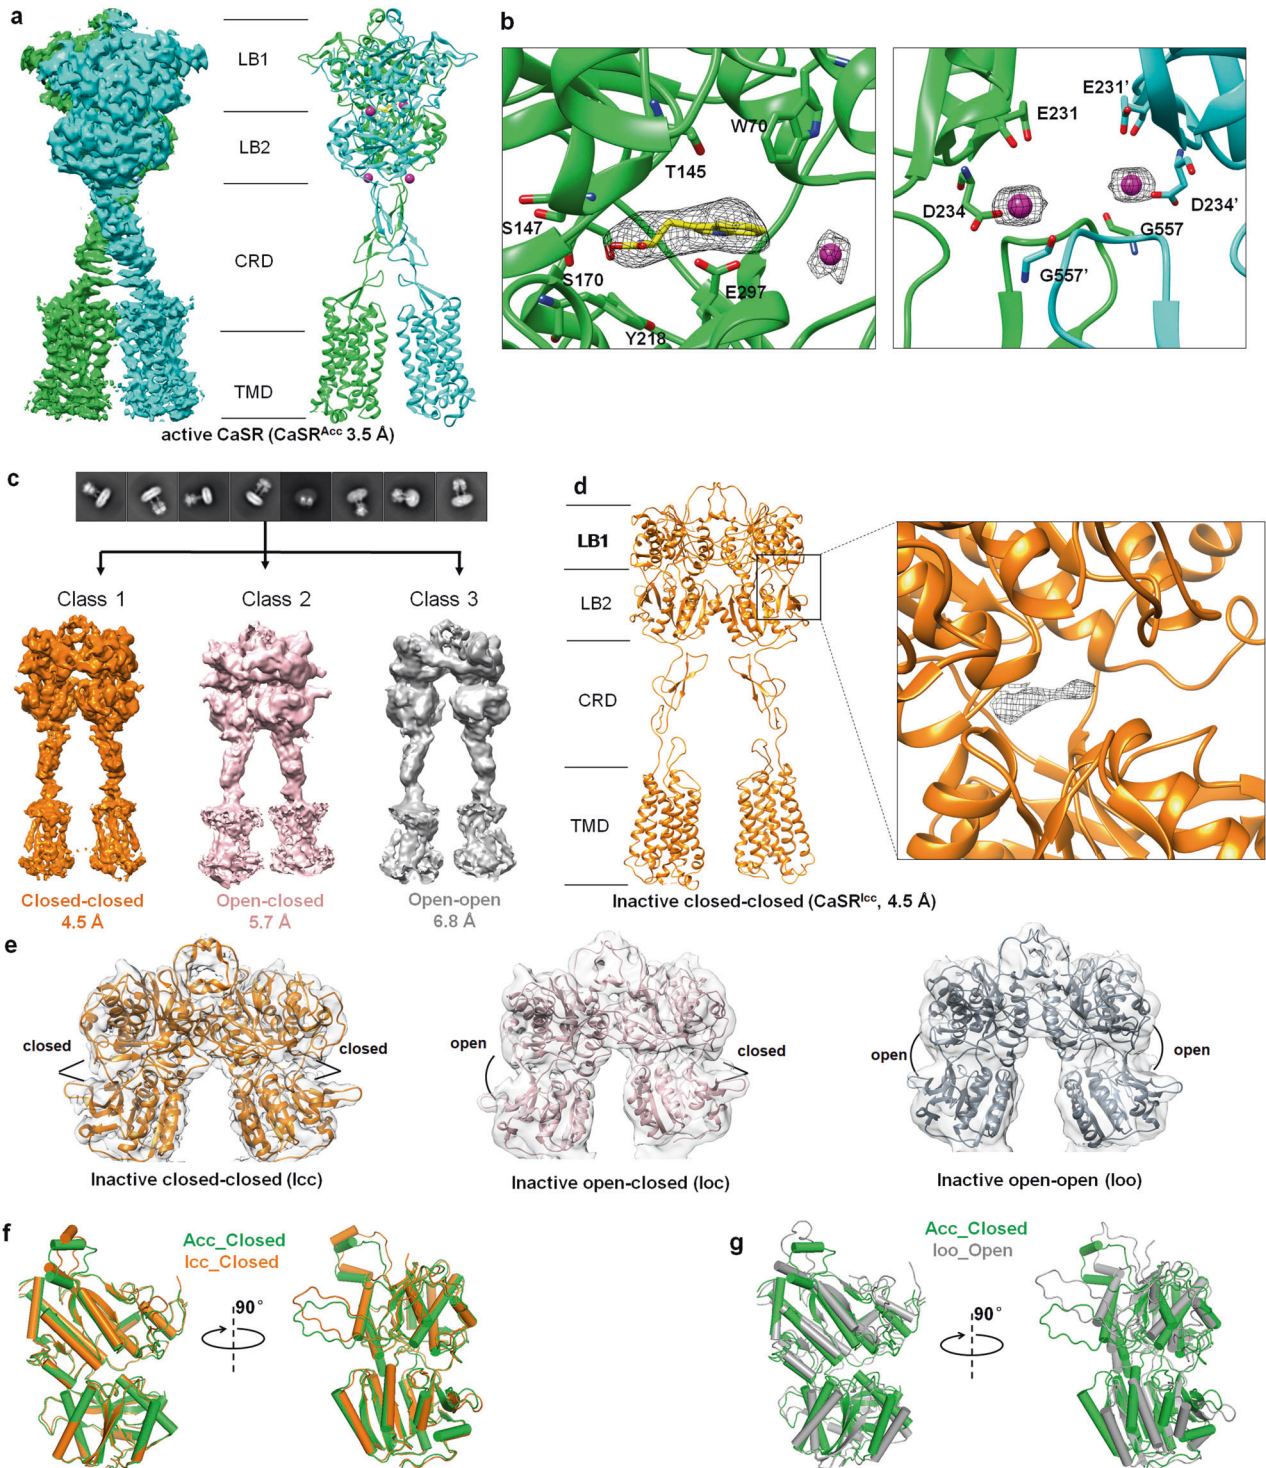 a
LB1
LB2
CRD
TMD
active CaSR (CaSR^Acc 3.5 Å)
b
W70
T145
S147
S170
E297
Y218
E231'
E231
D234
D234'
G557
G557'
c
Class 1
Class 2
Class 3
Closed-closed
4.5 Å
Open-closed
5.7 Å
Open-open
6.8 Å
d
LB1
LB2
CRD
TMD
Inactive closed-closed (CaSR^Icc, 4.5 Å)
e
closed
closed
Inactive closed-closed (Icc)
open
closed
Inactive open-closed (Ioc)
open
open
Inactive open-open (Ioo)
f
Acc_Closed
Icc_Closed
90°
g
Acc_Closed
Ioo_Open
90°